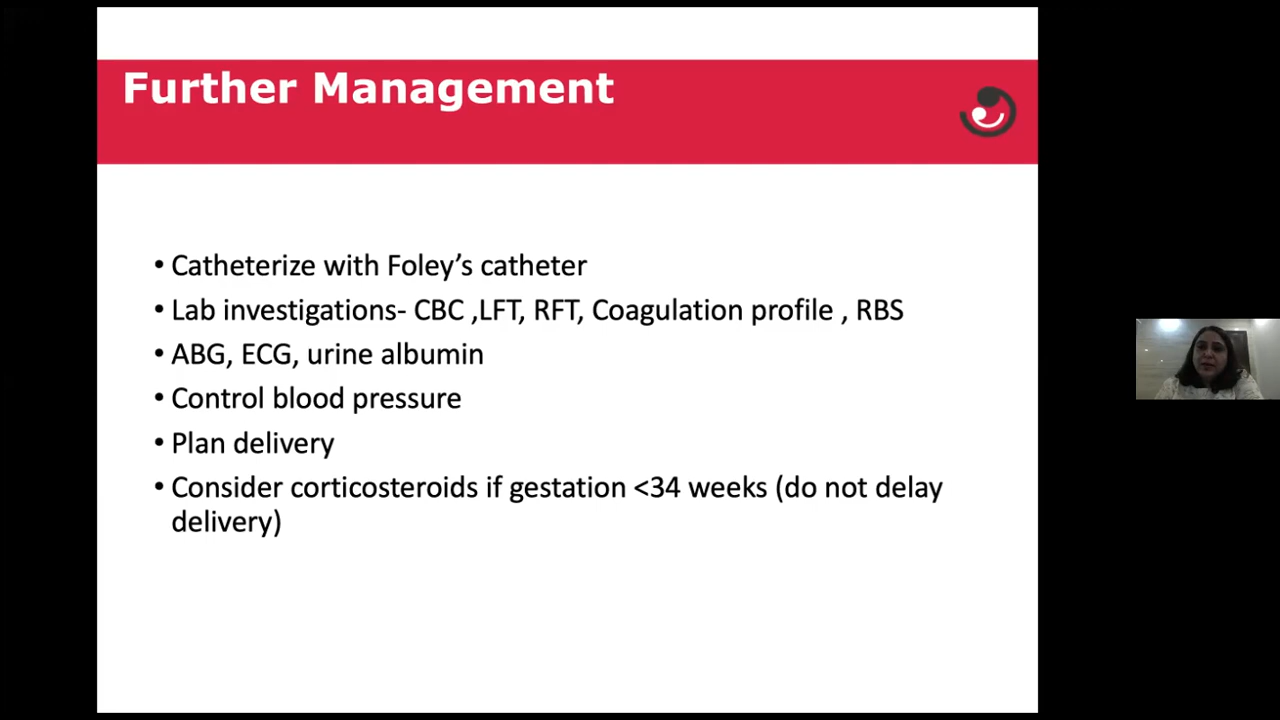 Further Management
• Catheterize with Foley’s catheter
• Lab investigations- CBC ,LFT, RFT, Coagulation profile , RBS
• ABG, ECG, urine albumin
• Control blood pressure
• Plan delivery
• Consider corticosteroids if gestation <34 weeks (do not delay
delivery)